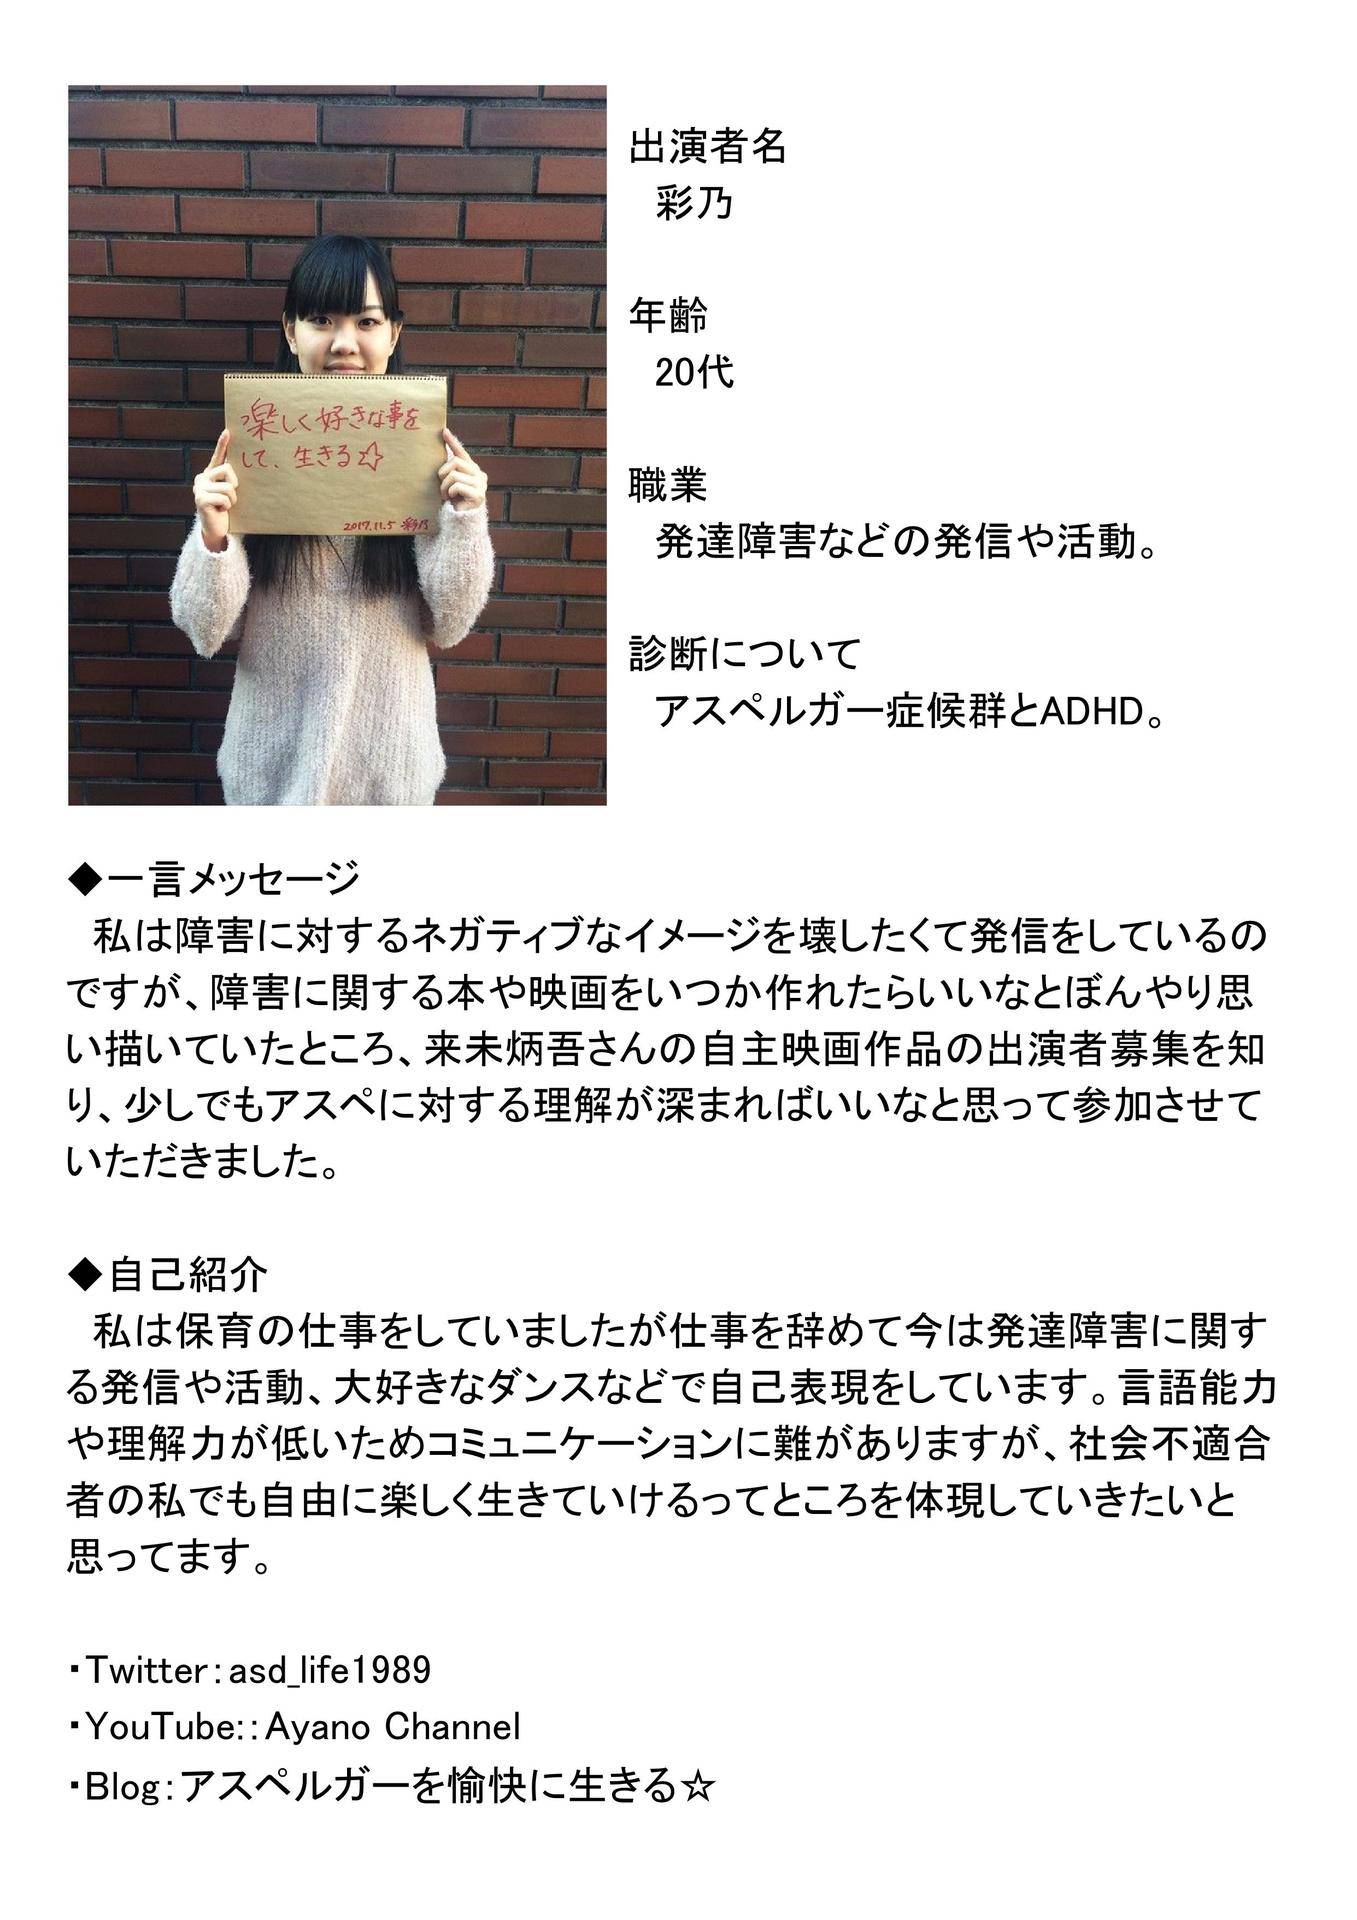 楽しく好きな事を
して、生きる☆
2017.11.5 彩乃
出演者名
彩乃
年齢
20代
職業
発達障害などの発信や活動。
診断について
アスペルガー症候群とADHD。
◆一言メッセージ
私は障害に対するネガティブなイメージを壊したくて発信をしているの
ですが、障害に関する本や映画をいつか作れたらいいなとぼんやり思
い描いていたところ、来未炳吾さんの自主映画作品の出演者募集を知
り、少しでもアスペに対する理解が深まればいいなと思って参加させて
いただきました。
◆自己紹介
私は保育の仕事をしていましたが仕事を辞めて今は発達障害に関す
る発信や活動、大好きなダンスなどで自己表現をしています。言語能力
や理解力が低いためコミュニケーションに難がありますが、社会不適合
者の私でも自由に楽しく生きていけるってところを体現していきたいと
思ってます。
・Twitter：asd_life1989
・YouTube:：Ayano Channel
・Blog：アスペルガーを愉快に生きる☆